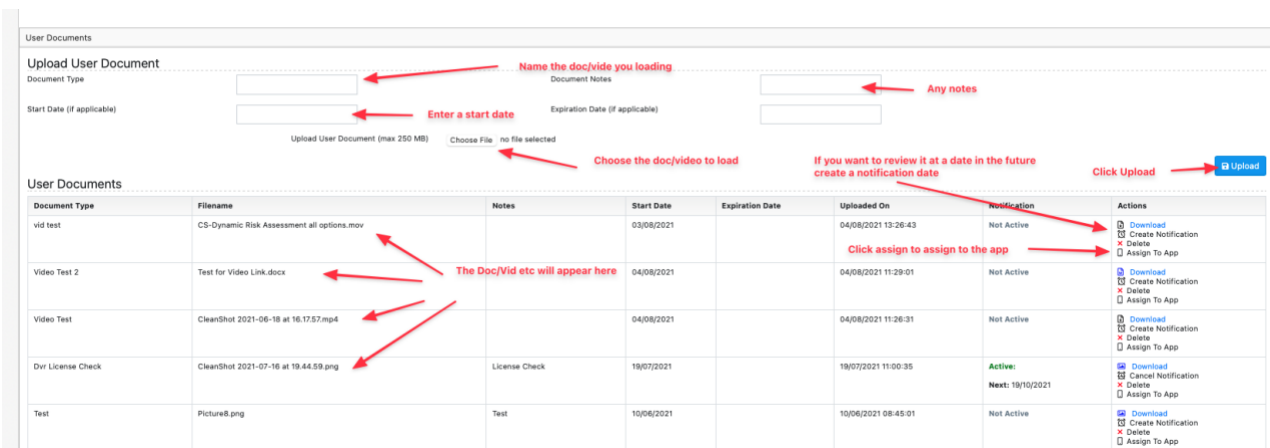 User Documents
Upload User Document
Name the doc/vide you loading
Document Type
Document Notes
Any notes
Start Date (if applicable)
Enter a start date
Expiration Date (if applicable)
Upload User Document (max 250 MB) Choose File no file selected
Choose the doc/video to load
If you want to review it at a date in the future
create a notification date
Click Upload
Upload
User Documents
Document Type Filename Notes Start Date Expiration Date Uploaded On Notification Actions
vid test CS-Dynamic Risk Assessment all options.mov 03/08/2021 04/08/2021 13:26:43 Not Active Download
Create Notification
Delete
Assign To App
Click assign to assign to the app
The Doc/Vid etc will appear here
Video Test 2 Test for Video Link.docx 04/08/2021 04/08/2021 11:29:01 Not Active Download
Create Notification
Delete
Assign To App
Video Test CleanShot 2021-06-18 at 16.17.57.mp4 04/08/2021 04/08/2021 11:26:31 Not Active Download
Create Notification
Delete
Assign To App
Dvr License Check CleanShot 2021-07-16 at 19.44.59.png License Check 19/07/2021 19/07/2021 11:00:35 Active: Download
Cancel Notification
Next: 19/10/2021 Delete
Assign To App
Test Picture8.png Test 10/06/2021 10/06/2021 08:45:01 Not Active Download
Create Notification
Delete
Assign To App